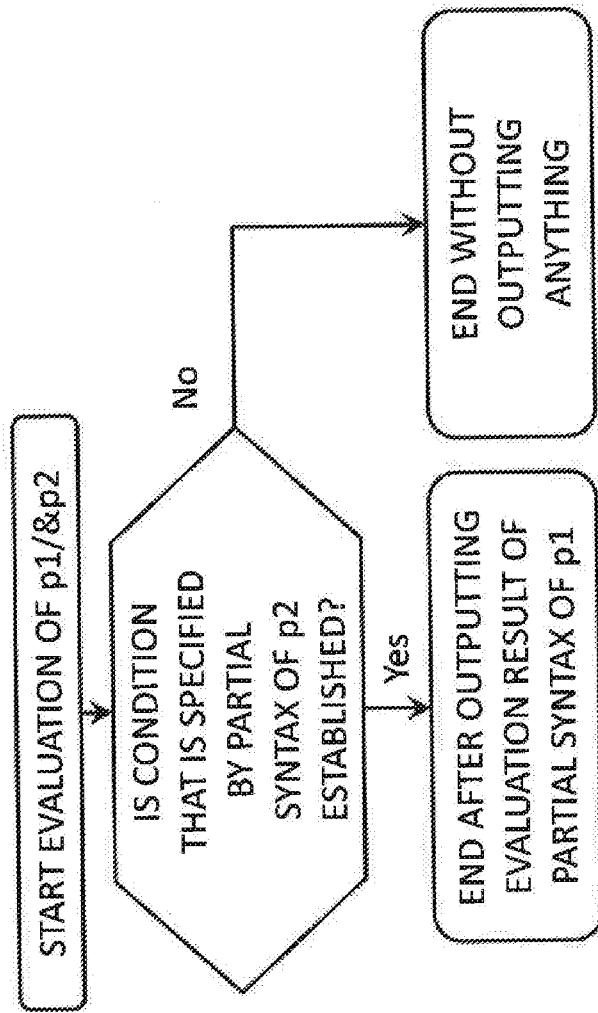 START EVALUATION OF p1/&p2
IS CONDITION
THAT IS SPECIFIED
BY PARTIAL
SYNTAX OF p2
ESTABLISHED?
No
Yes
END AFTER OUTPUTTING
EVALUATION RESULT OF
PARTIAL SYNTAX OF p1
END WITHOUT
OUTPUTTING
ANYTHING